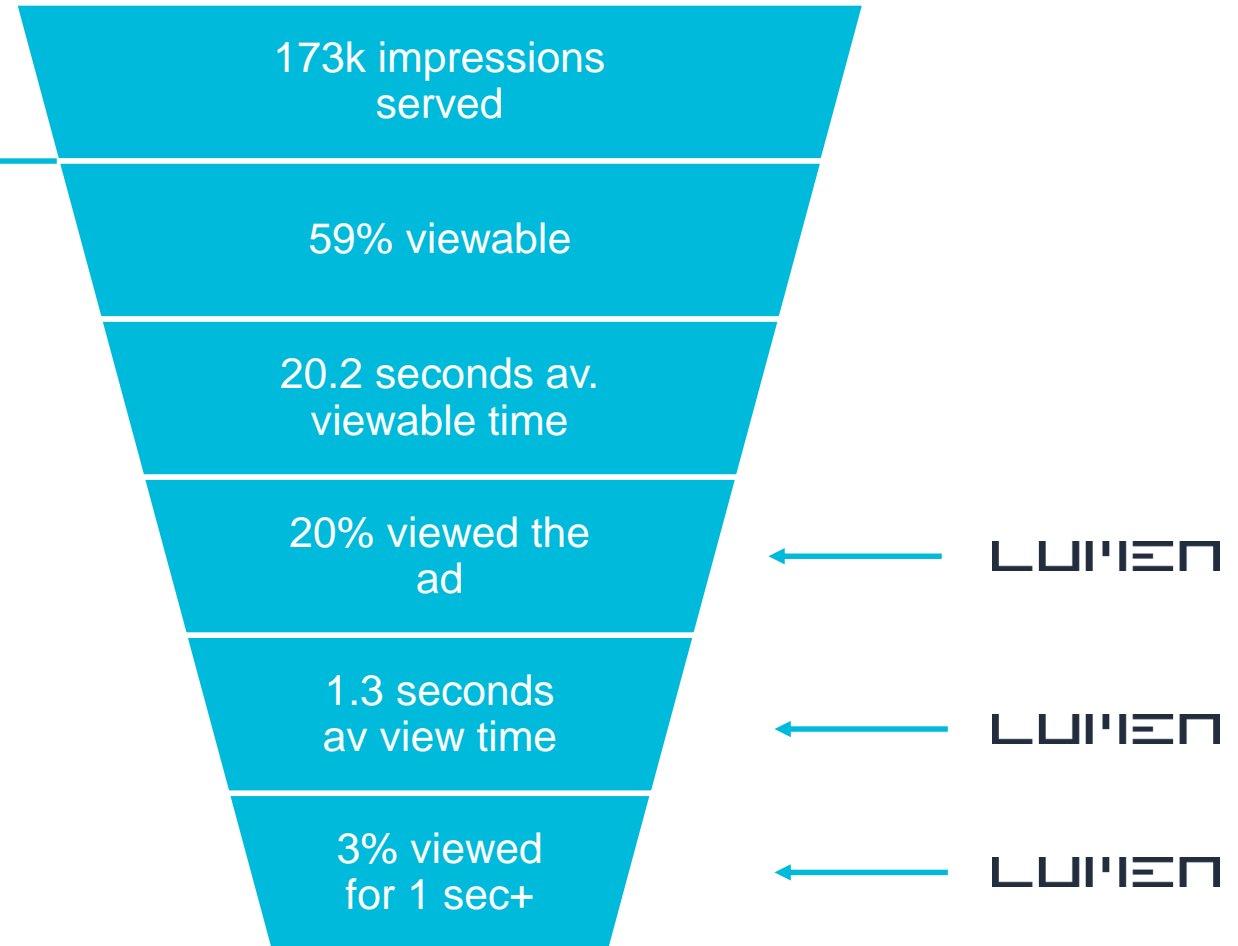 173k impressions
served
59% viewable
20.2 seconds av.
viewable time
20% viewed the
ad
LUMEN
1.3 seconds
av view time
LUMEN
3% viewed
for 1 sec+
LUMEN